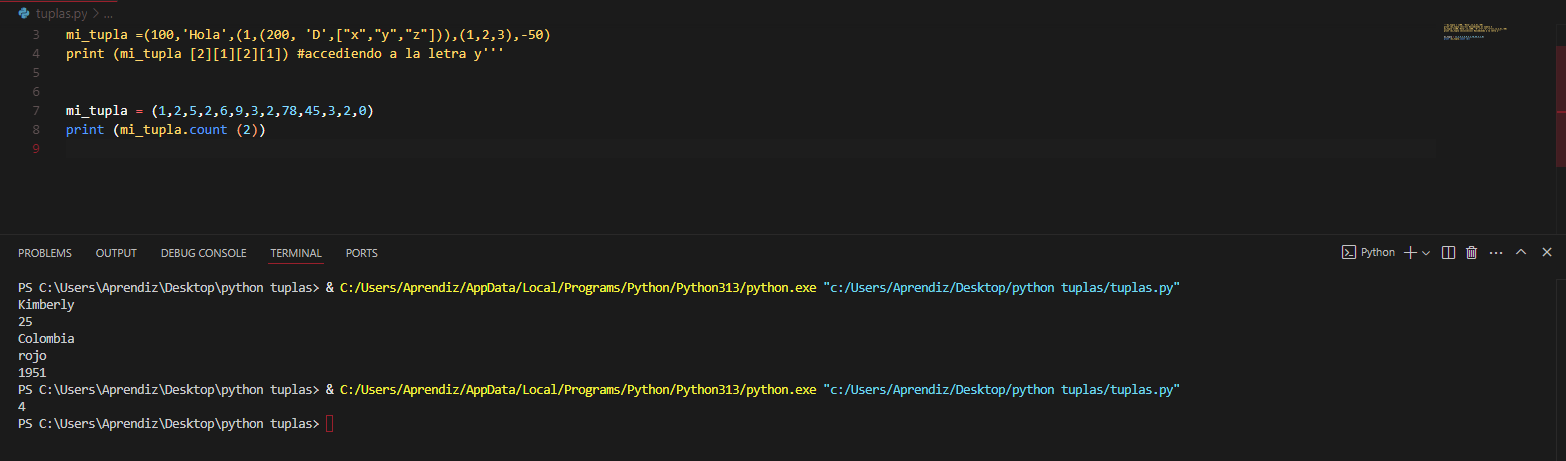 tuplas.py > ...
3 mi_tupla =(100,'Hola',(1,(200, 'D',["x","y","z"])),(1,2,3),-50)
4 print (mi_tupla [2][1][2][1]) #accediendo a la letra y'''
5
6
7 mi_tupla = (1,2,5,2,6,9,3,2,78,45,3,2,0)
8 print (mi_tupla.count (2))
9
PROBLEMS OUTPUT DEBUG CONSOLE TERMINAL PORTS Python
PS C:\Users\Aprendiz\Desktop\python tuplas> & C:/Users/Aprendiz/AppData/Local/Programs/Python/Python313/python.exe "c:/Users/Aprendiz/Desktop/python tuplas/tuplas.py"
Kimberly
25
Colombia
rojo
1951
PS C:\Users\Aprendiz\Desktop\python tuplas> & C:/Users/Aprendiz/AppData/Local/Programs/Python/Python313/python.exe "c:/Users/Aprendiz/Desktop/python tuplas/tuplas.py"
4
PS C:\Users\Aprendiz\Desktop\python tuplas>